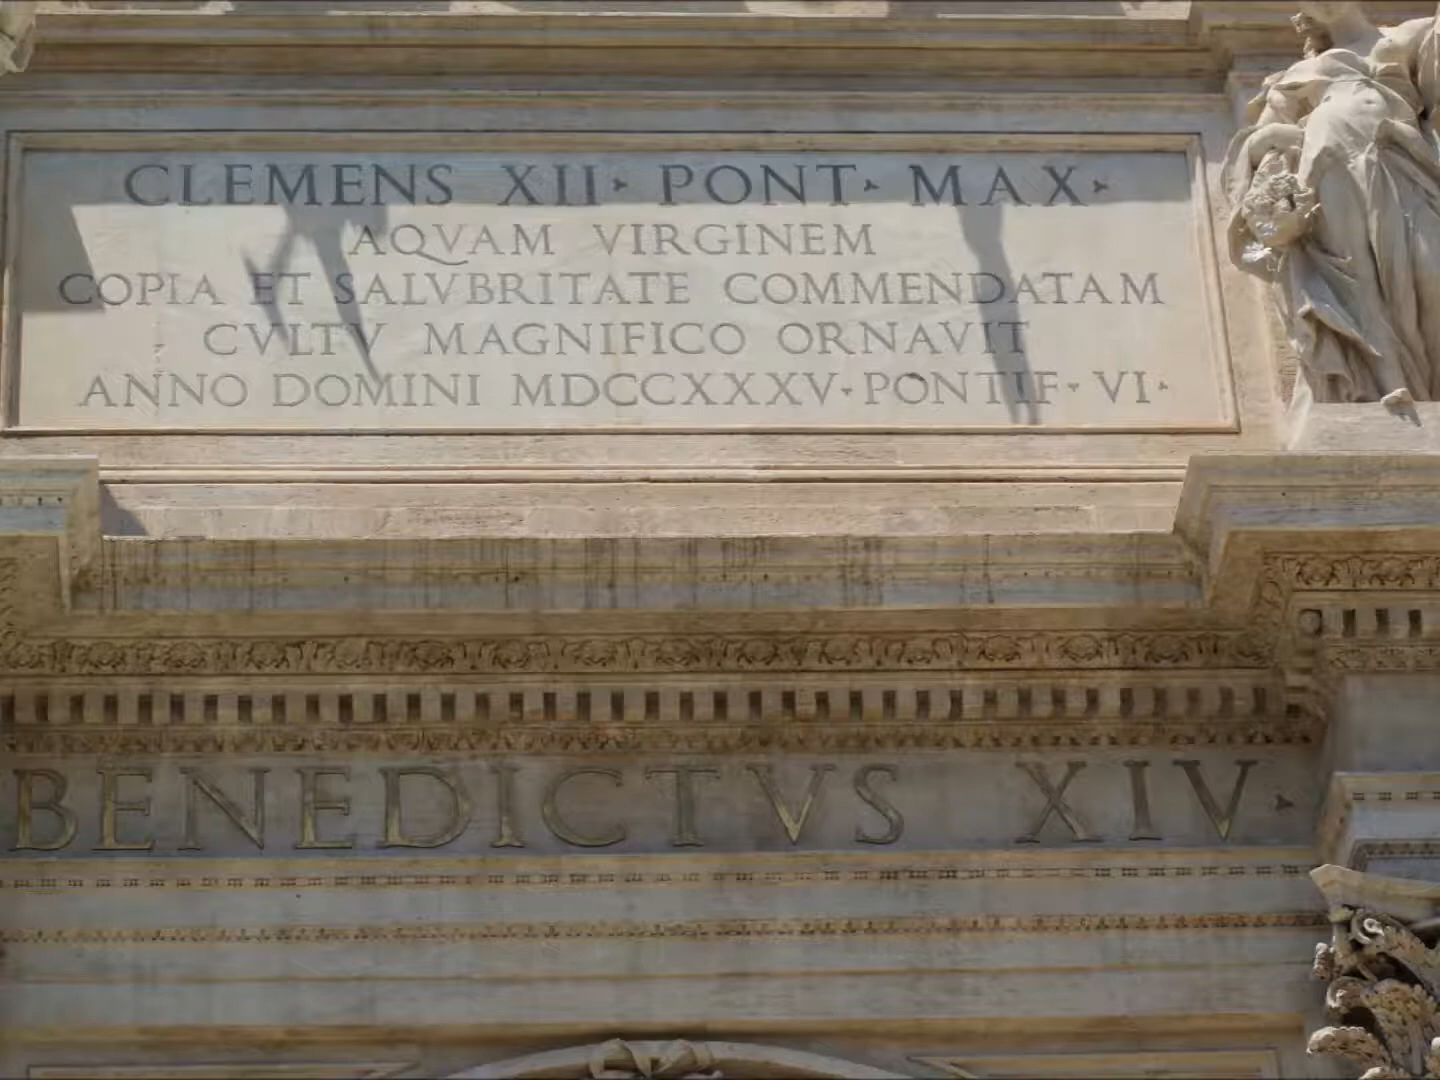 CLEMENS XII · PONT · MAX ·
AQVAM VIRGINEM
COPIA ET SALVBRITATE COMMENDATAM
CVLTV MAGNIFICO ORNAVIT
ANNO DOMINI MDCCXXXV · PONTIF · VI ·
BENEDICTVS XIV ·